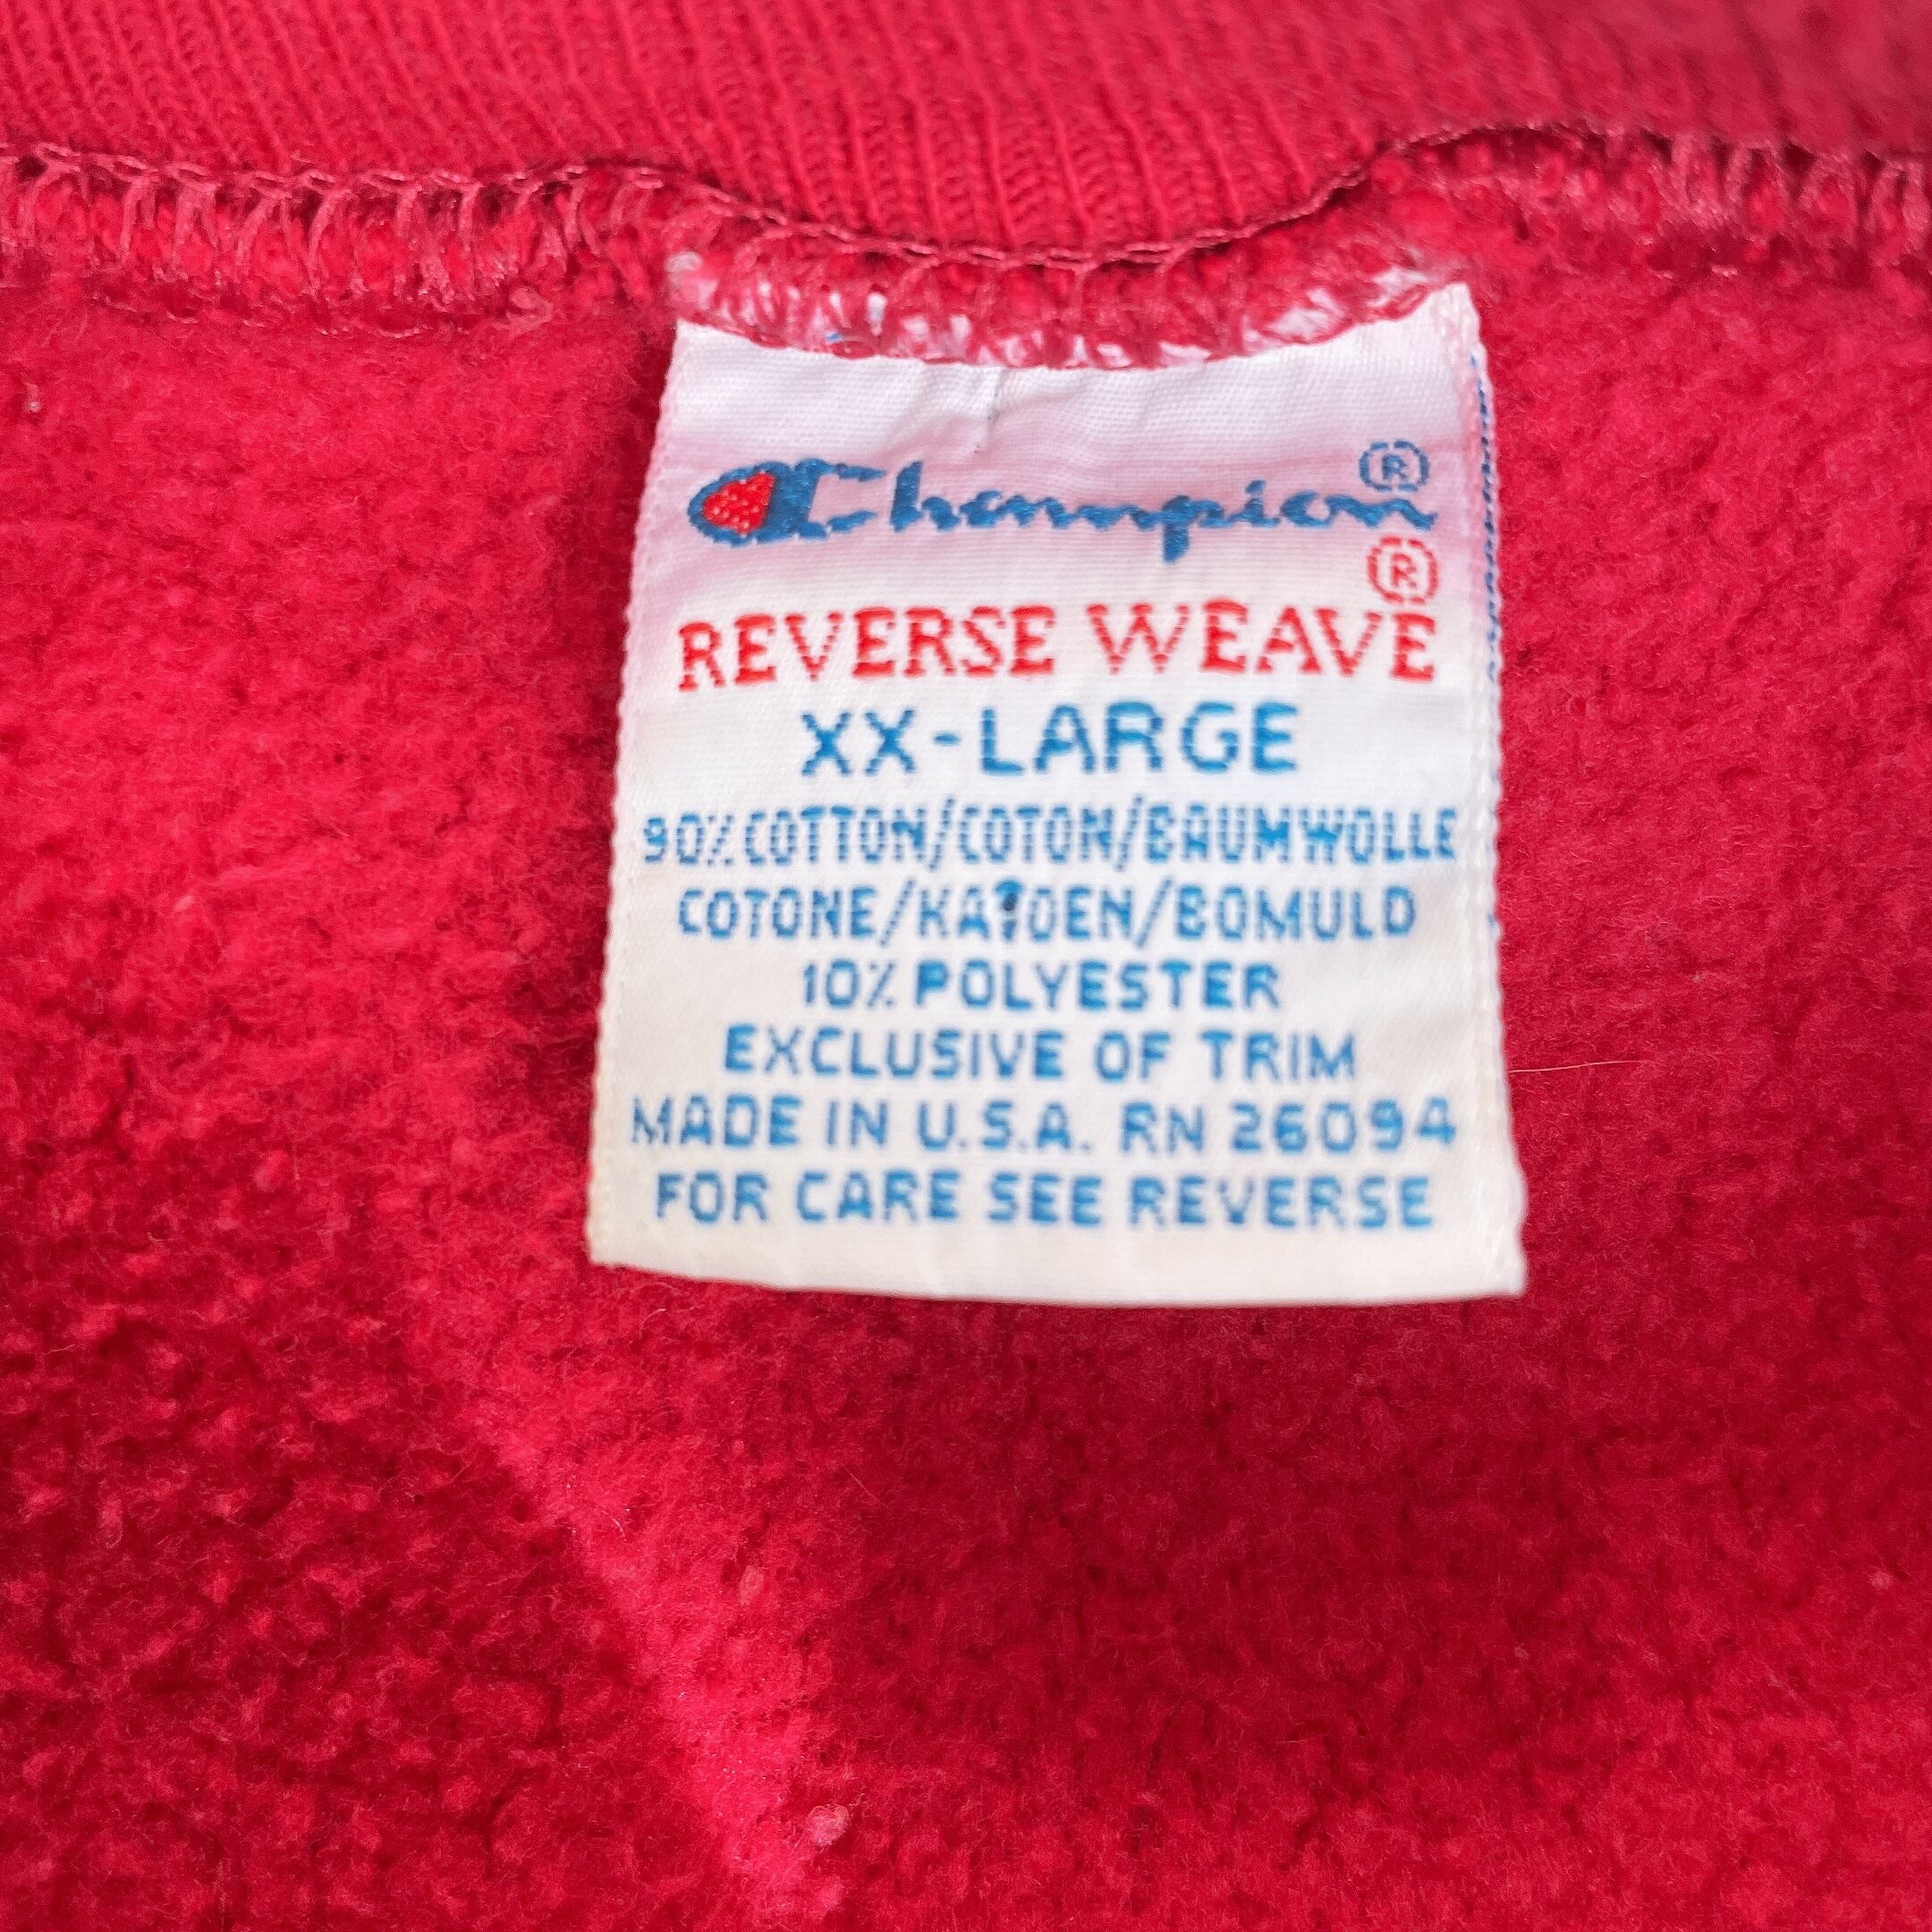 Champion®
REVERSE WEAVE®
XX-LARGE
90% COTTON/COTON/BAUMWOLLE
COTONE/KATOEN/BOMULD
10% POLYESTER
EXCLUSIVE OF TRIM
MADE IN U.S.A. RN 26094
FOR CARE SEE REVERSE